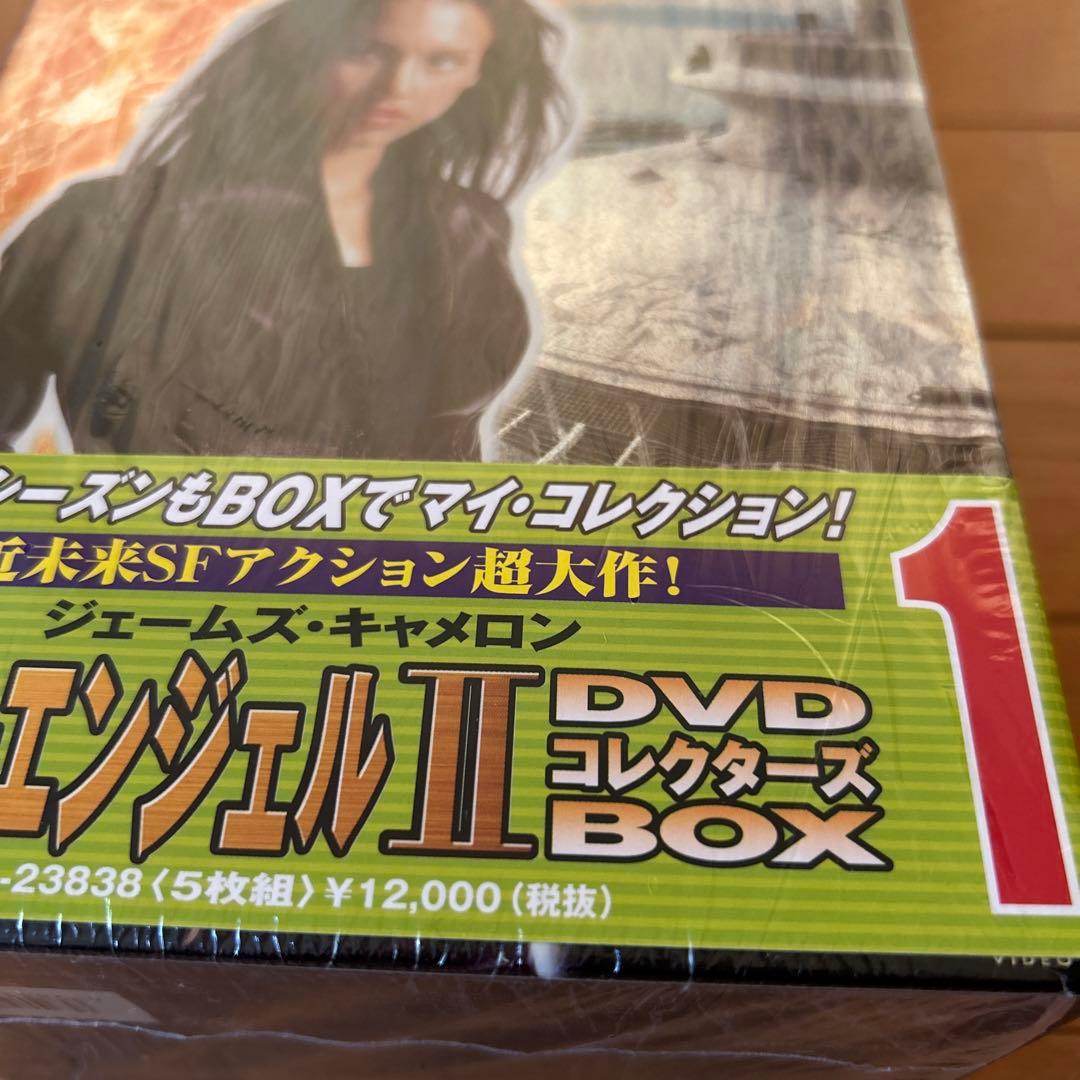 シーズンもBOXでマイ・コレクション!
近未来SFアクション超大作!
ジェームズ・キャメロン
エンジェルII
DVD
コレクターズ
BOX
1
-23838〈5枚組〉¥12,000(税抜)
VIDEO